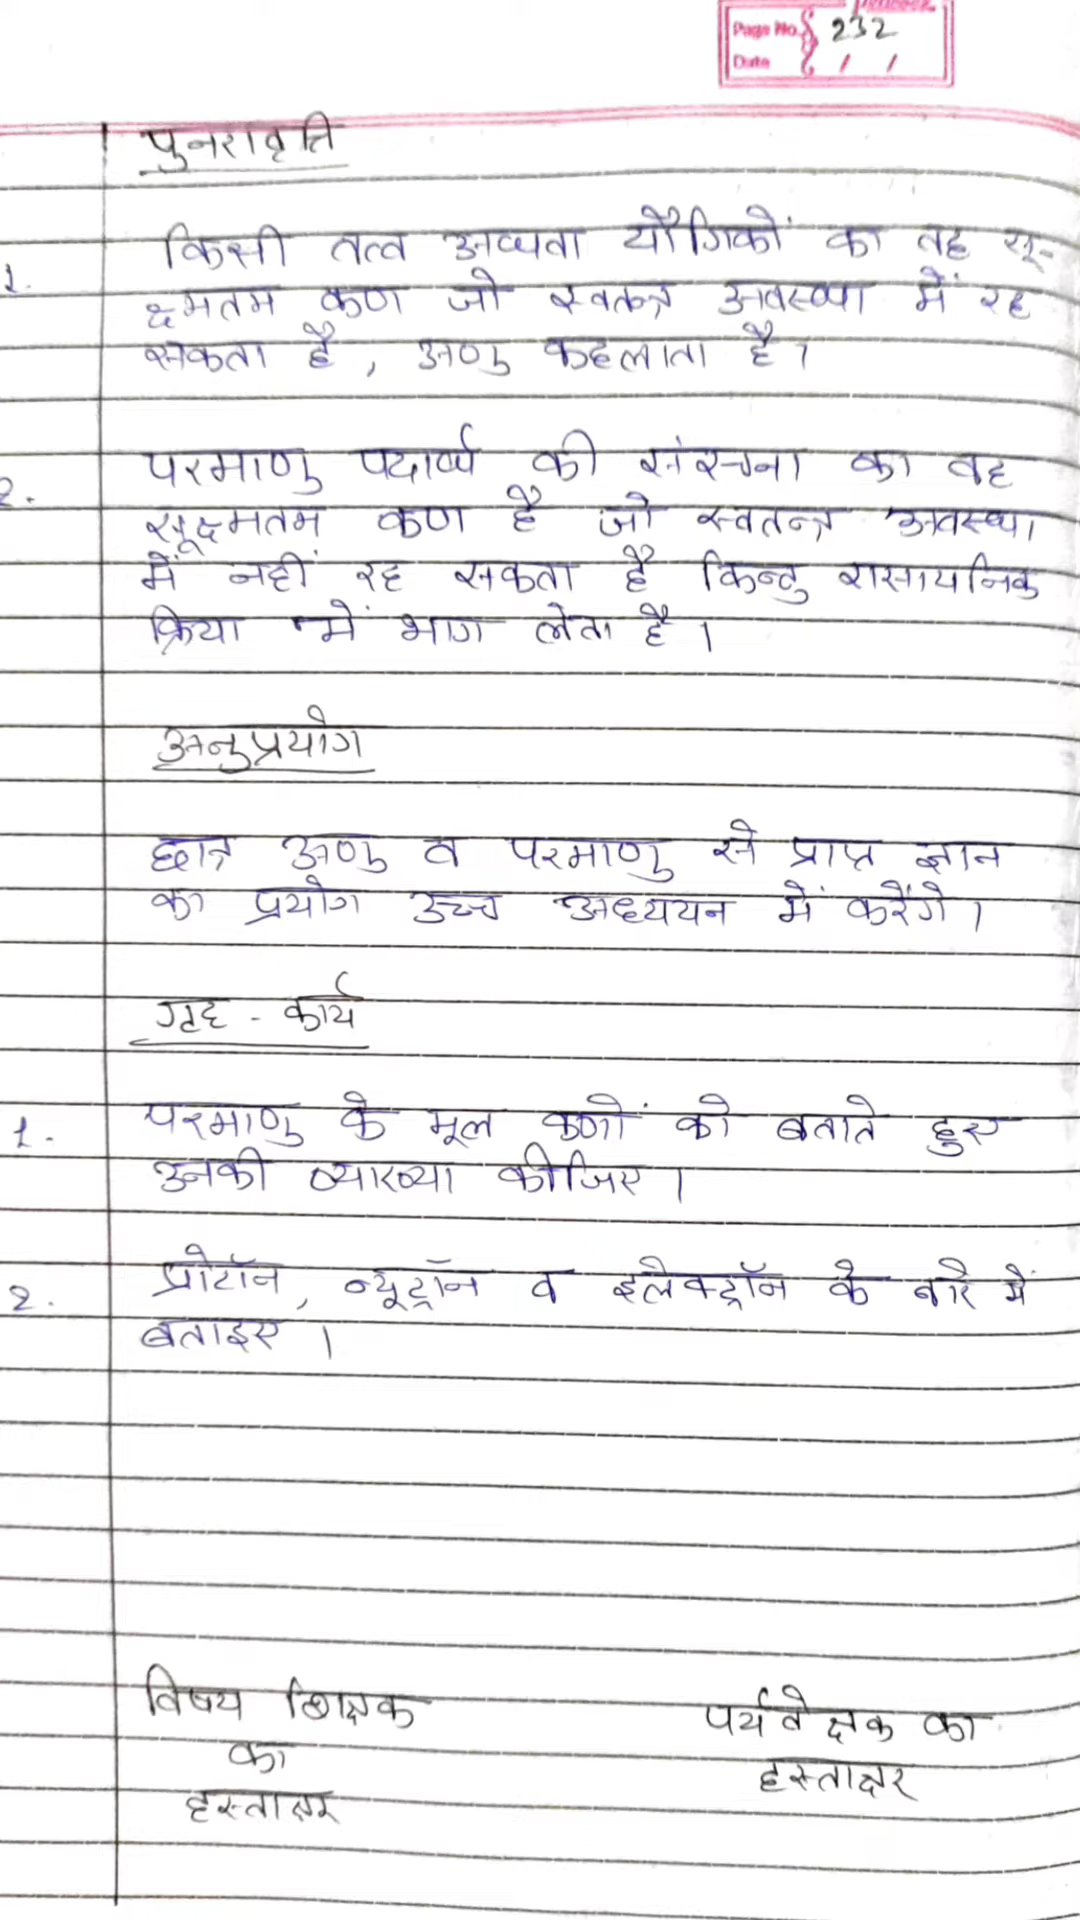 Page No. 232
Date / /
पुनरावृति
1. किसी तत्व अथवा यौगिकों का वह सू-
क्ष्मतम कण जो स्वतन्त्र अवस्था में रह
सकता है, अणु कहलाता है।
2. परमाणु पदार्थ की संरचना का वह
सूक्ष्मतम कण है जो स्वतन्त्र अवस्था
में नहीं रह सकता है किन्तु रासायनिक
क्रिया में भाग लेता है।
अनुप्रयोग
छात्र अणु व परमाणु से प्राप्त ज्ञान
का प्रयोग उच्च अध्ययन में करेंगे।
गृह - कार्य
1. परमाणु के मूल कणों को बताते हुए
उनकी व्याख्या कीजिए।
2. प्रोटॉन, न्यूट्रॉन व इलेक्ट्रॉन के बारे में
बताइए।
विषय शिक्षक
का
हस्ताक्षर
पर्यवेक्षक का
हस्ताक्षर